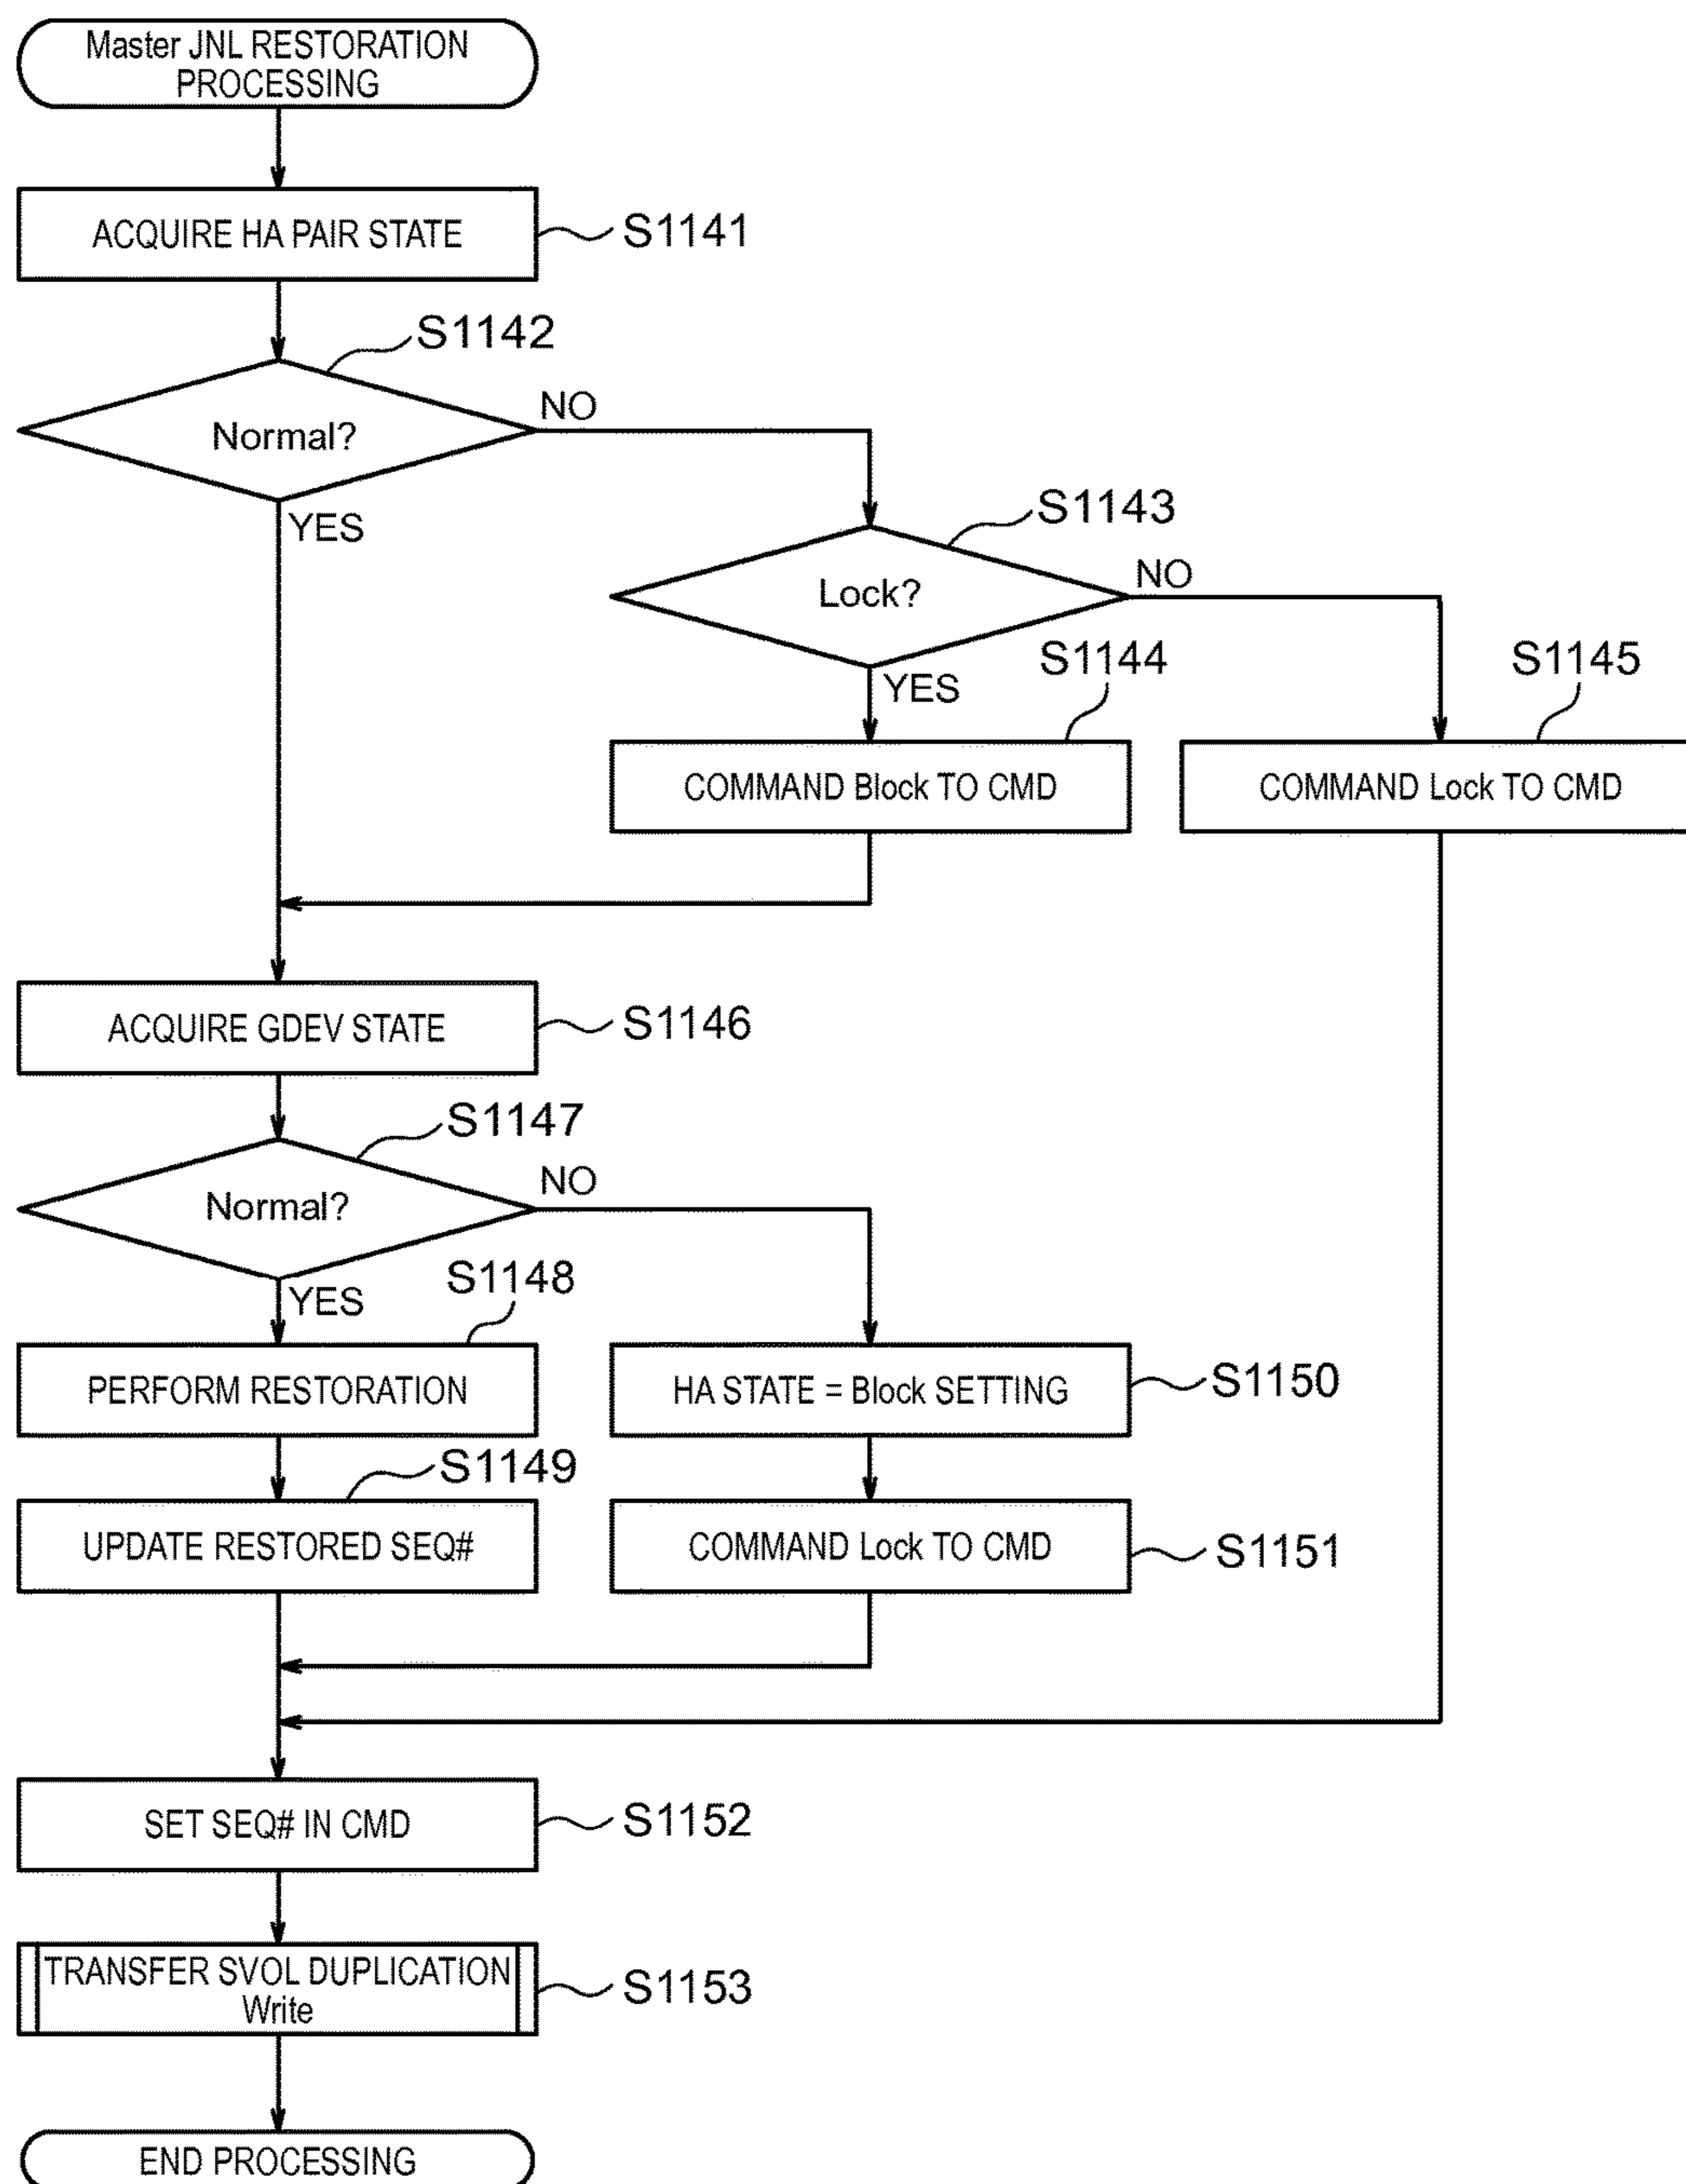 Master JNL RESTORATION
PROCESSING
ACQUIRE HA PAIR STATE
S1141
S1142
Normal?
NO
YES
S1143
Lock?
NO
YES
S1144
S1145
COMMAND Block TO CMD
COMMAND Lock TO CMD
ACQUIRE GDEV STATE
S1146
S1147
Normal?
NO
YES
S1148
PERFORM RESTORATION
HA STATE = Block SETTING
S1150
S1149
UPDATE RESTORED SEQ#
COMMAND Lock TO CMD
S1151
SET SEQ# IN CMD
S1152
TRANSFER SVOL DUPLICATION
Write
S1153
END PROCESSING